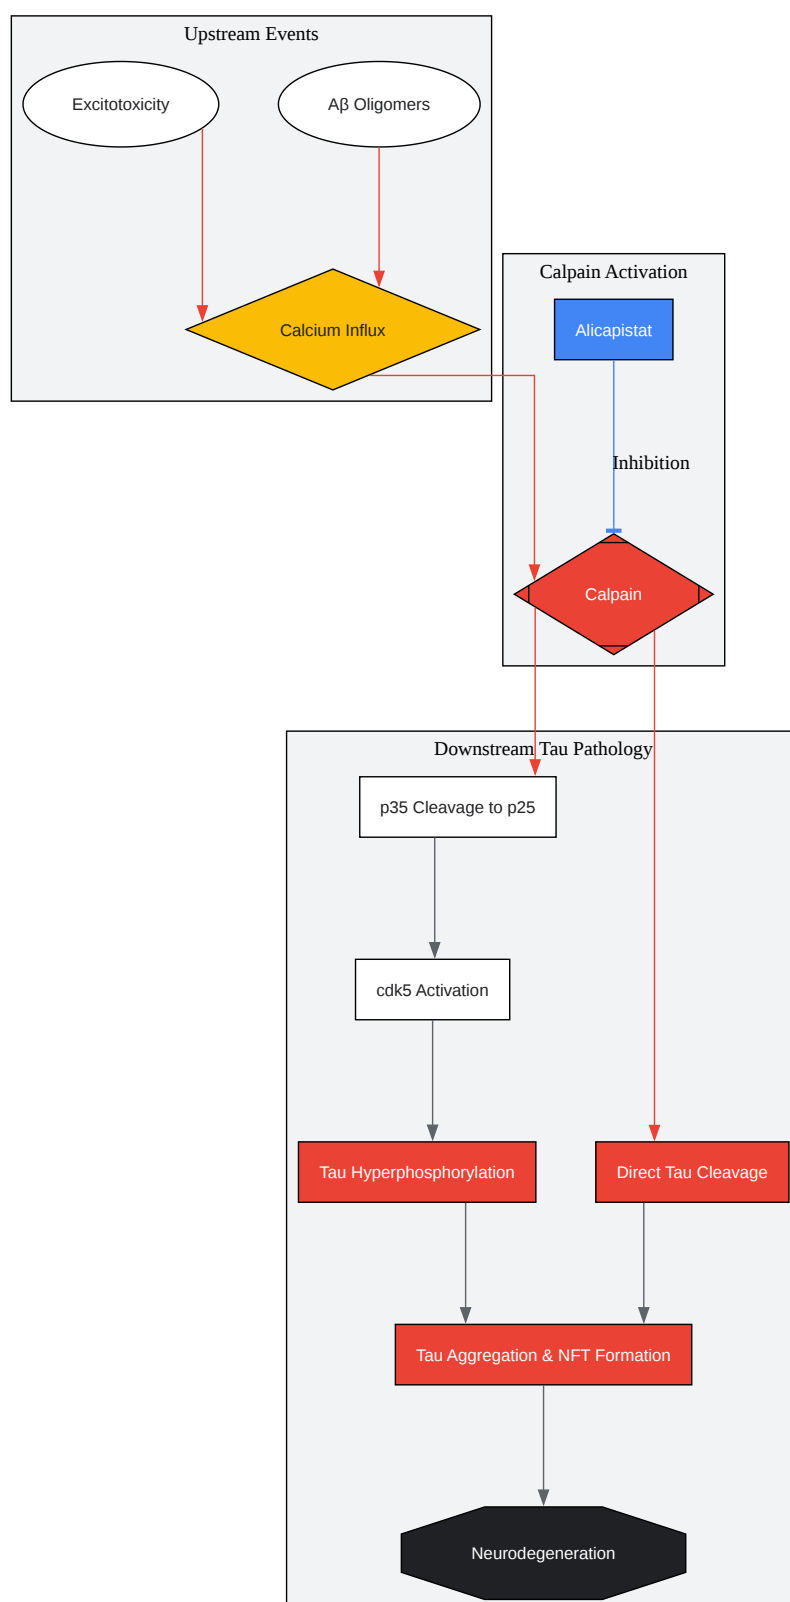 Upstream Events
Excitotoxicity
Aβ Oligomers
Calcium Influx
Calpain Activation
Alicapistat
Inhibition
Calpain
Downstream Tau Pathology
p35 Cleavage to p25
cdk5 Activation
Tau Hyperphosphorylation
Direct Tau Cleavage
Tau Aggregation & NFT Formation
Neurodegeneration